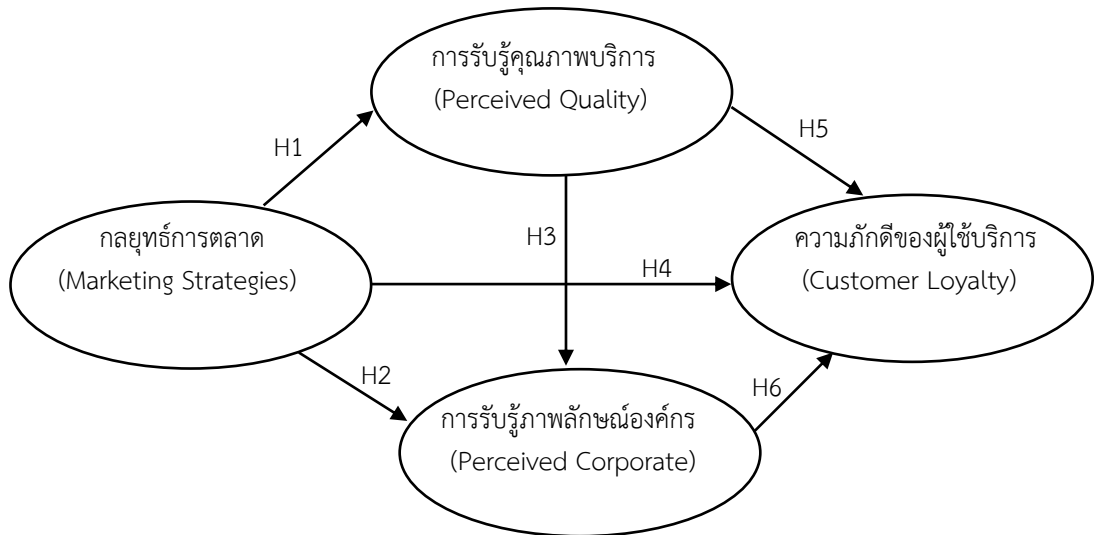 การรับรู้คุณภาพบริการ
(Perceived Quality)
H1
H5
กลยุทธ์การตลาด
(Marketing Strategies)
H3
H4
ความภักดีของผู้ใช้บริการ
(Customer Loyalty)
H2
H6
การรับรู้ภาพลักษณ์องค์กร
(Perceived Corporate)